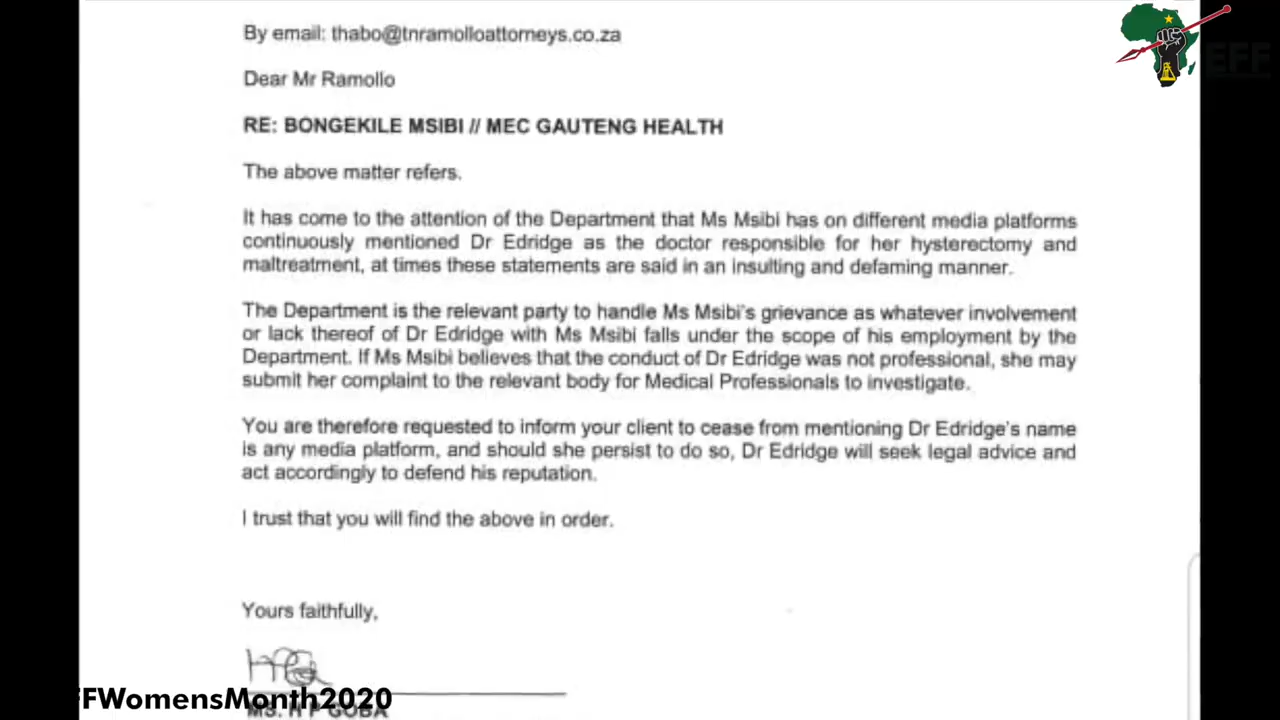 By email: thabo@tnramolloattorneys.co.za
EFF
Dear Mr Ramollo
RE: BONGEKILE MSIBI // MEC GAUTENG HEALTH
The above matter refers.
It has come to the attention of the Department that Ms Msibi has on different media platforms
continuously mentioned Dr Edridge as the doctor responsible for her hysterectomy and
maltreatment, at times these statements are said in an insulting and defaming manner.
The Department is the relevant party to handle Ms Msibi's grievance as whatever involvement
or lack thereof of Dr Edridge with Ms Msibi falls under the scope of his employment by the
Department. If Ms Msibi believes that the conduct of Dr Edridge was not professional, she may
submit her complaint to the relevant body for Medical Professionals to investigate.
You are therefore requested to inform your client to cease from mentioning Dr Edridge's name
is any media platform, and should she persist to do so, Dr Edridge will seek legal advice and
act accordingly to defend his reputation.
I trust that you will find the above in order.
Yours faithfully,
FFWomensMonth2020
MS. H P GOBA